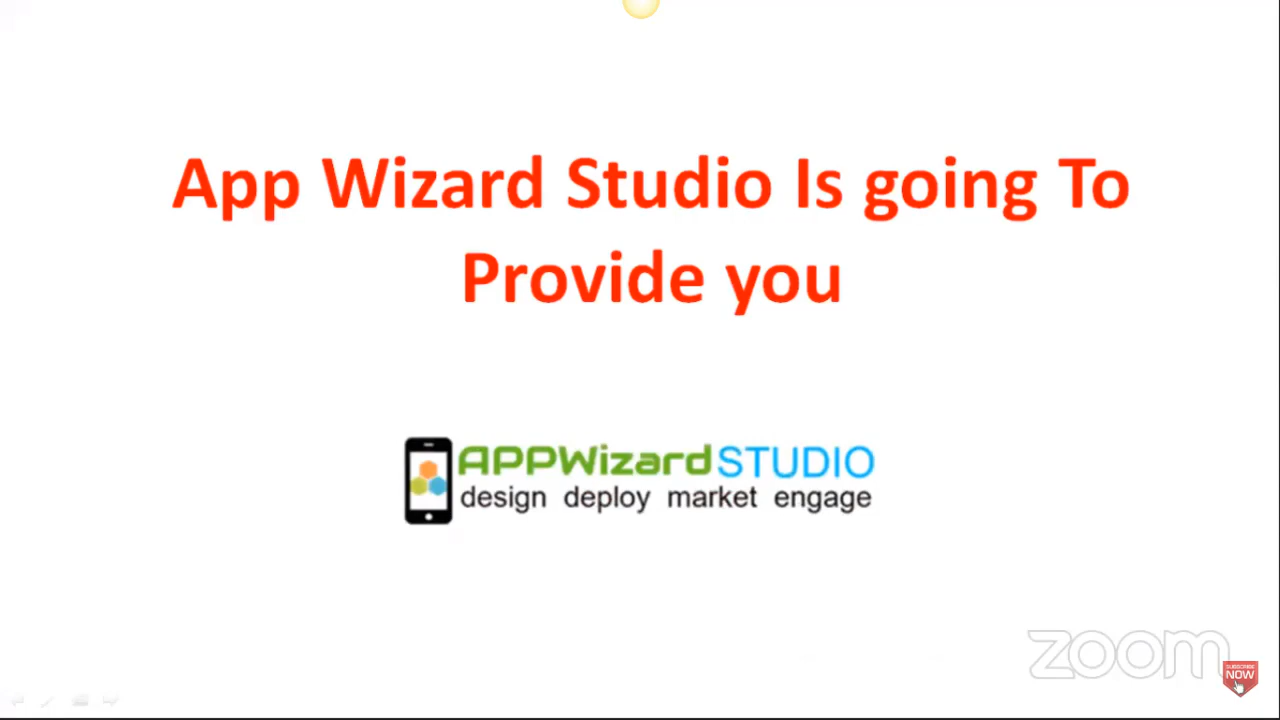 App Wizard Studio Is going To
Provide you
APPWizardSTUDIO
design deploy market engage
zoom
SUBSCRIBE
NOW